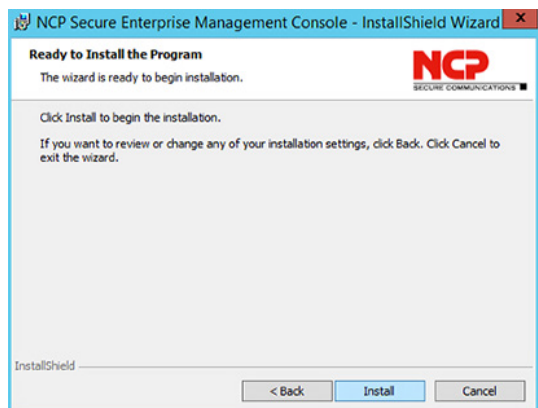 NCP Secure Enterprise Management Console - InstallShield Wizard
Ready to Install the Program
The wizard is ready to begin installation.
NCP
SECURE COMMUNICATIONS
Click Install to begin the installation.
If you want to review or change any of your installation settings, click Back. Click Cancel to
exit the wizard.
InstallShield
< Back Install Cancel